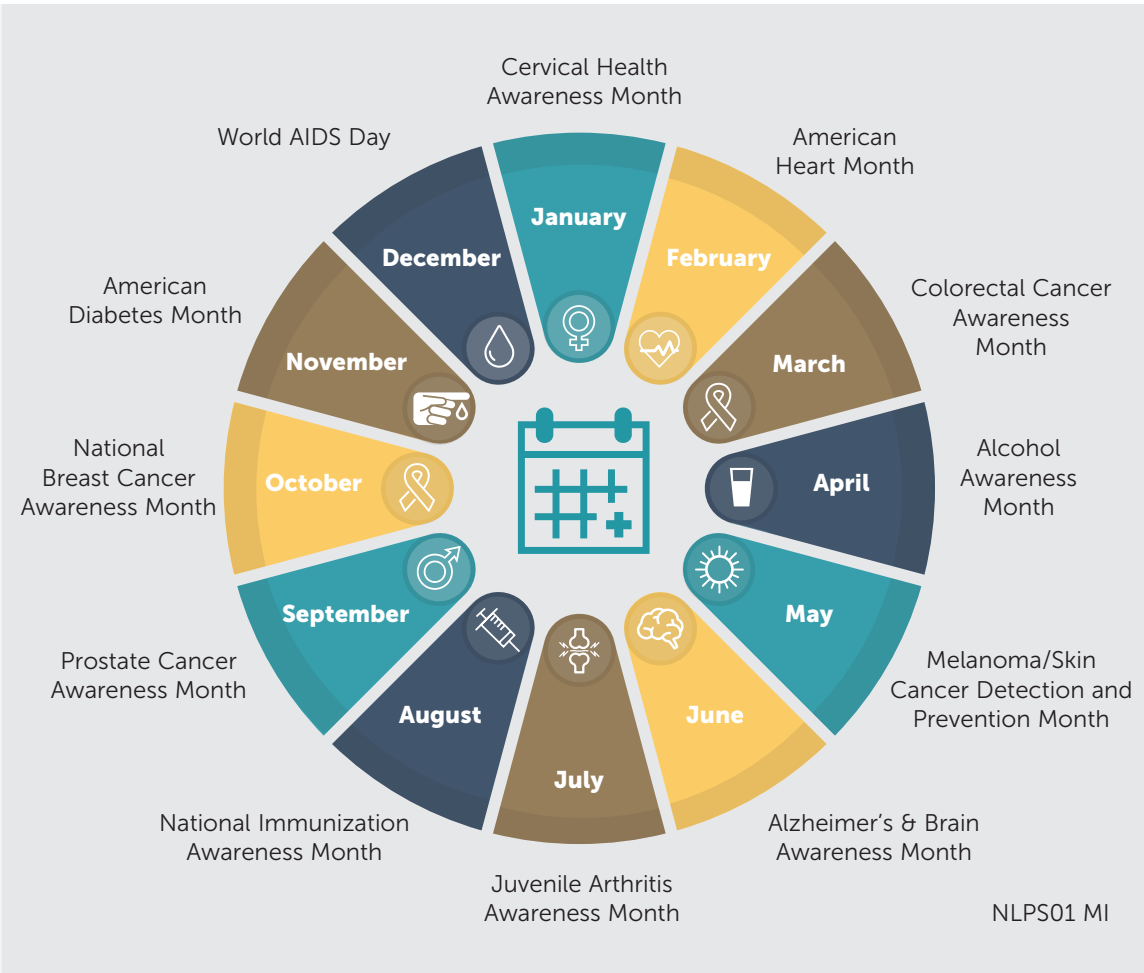 Cervical Health
Awareness Month
January
American
Heart Month
February
Colorectal Cancer
Awareness
Month
March
Alcohol
Awareness
Month
April
Melanoma/Skin
Cancer Detection and
Prevention Month
May
Alzheimer's & Brain
Awareness Month
June
Juvenile Arthritis
Awareness Month
July
National Immunization
Awareness Month
August
Prostate Cancer
Awareness Month
September
National
Breast Cancer
Awareness Month
October
American
Diabetes Month
November
World AIDS Day
December
NLPS01 MI